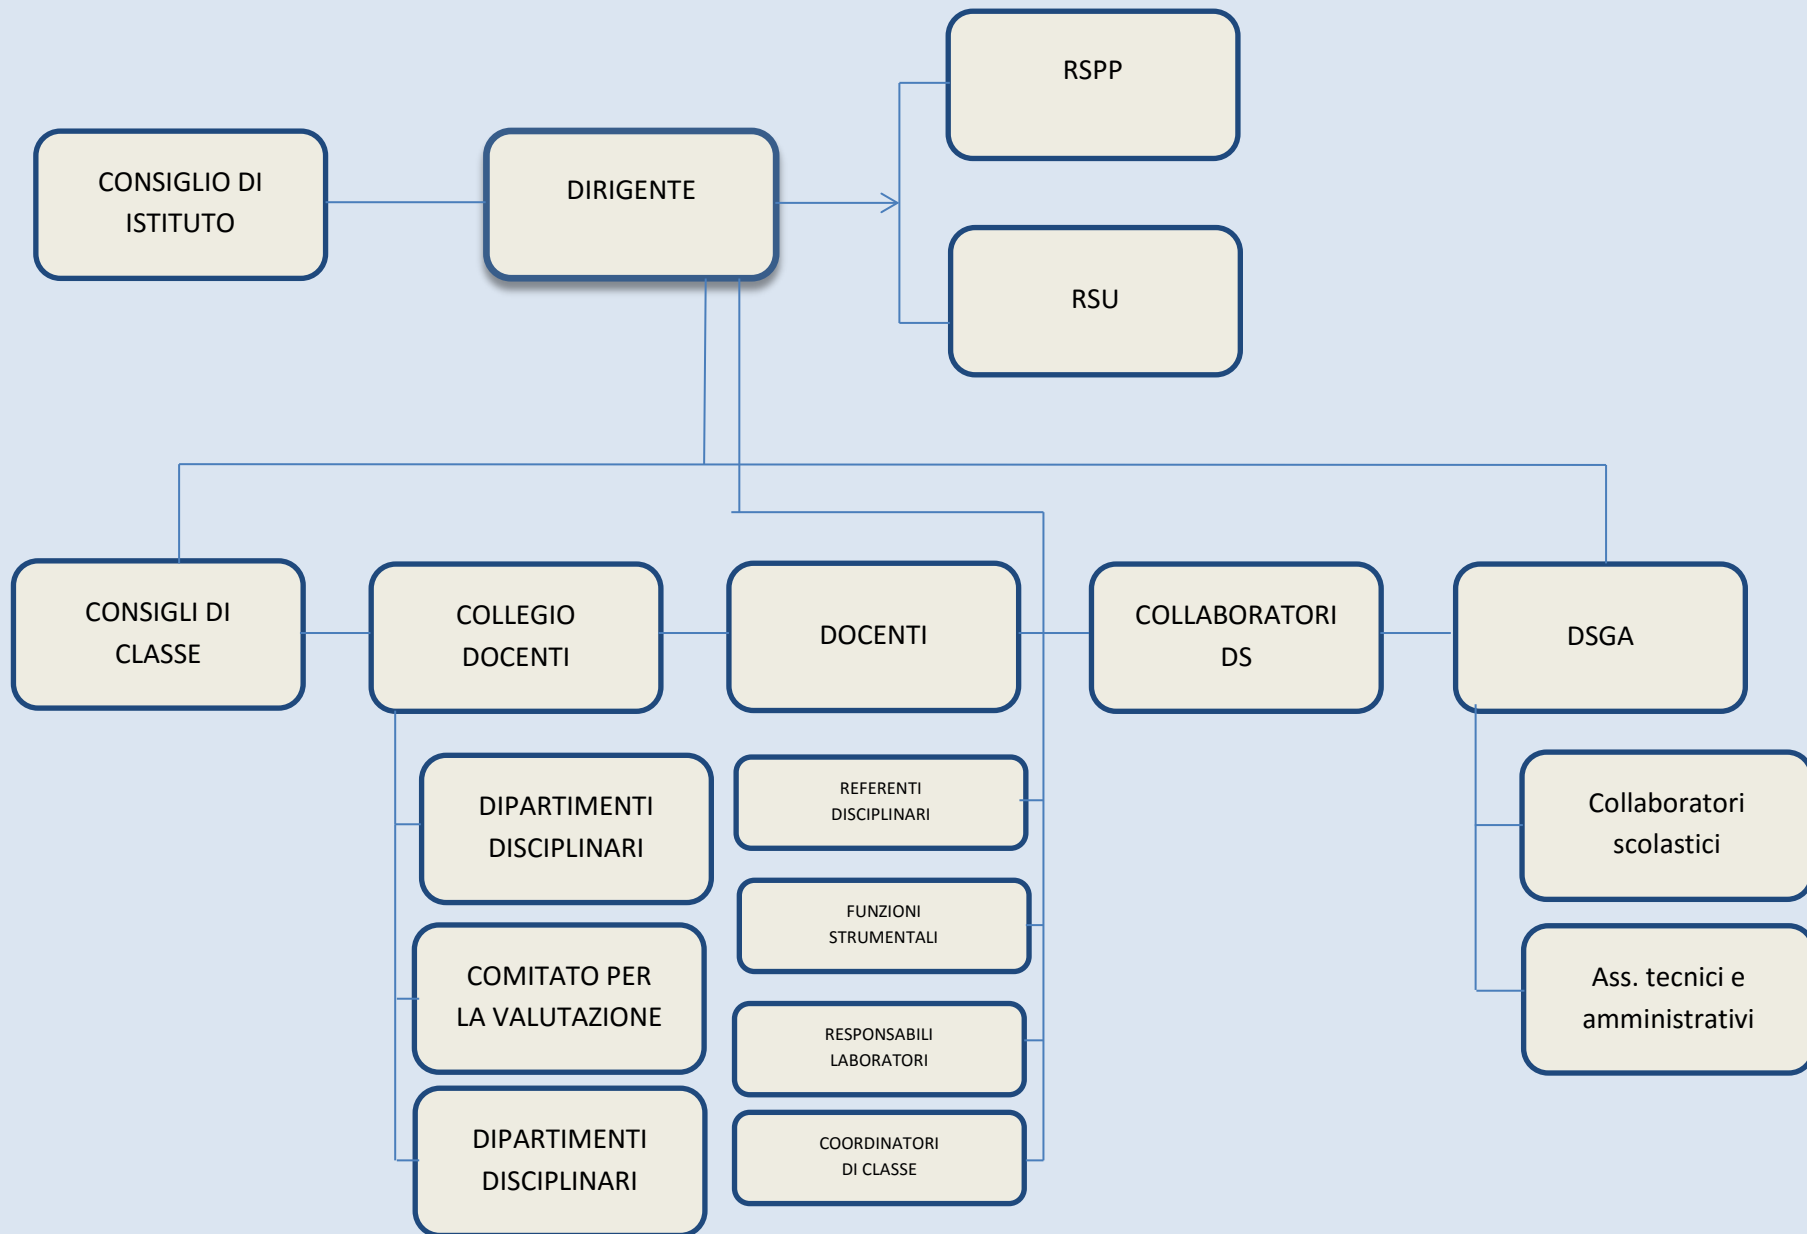 RSPP
CONSIGLIO DI
ISTITUTO
DIRIGENTE
RSU
CONSIGLI DI
CLASSE
COLLEGIO
DOCENTI
DOCENTI
COLLABORATORI
DS
DSGA
DIPARTIMENTI
DISCIPLINARI
COMITATO PER
LA VALUTAZIONE
DIPARTIMENTI
DISCIPLINARI
REFERENTI
DISCIPLINARI
FUNZIONI
STRUMENTALI
RESPONSABILI
LABORATORI
COORDINATORI
DI CLASSE
Collaboratori
scolastici
Ass. tecnici e
amministrativi